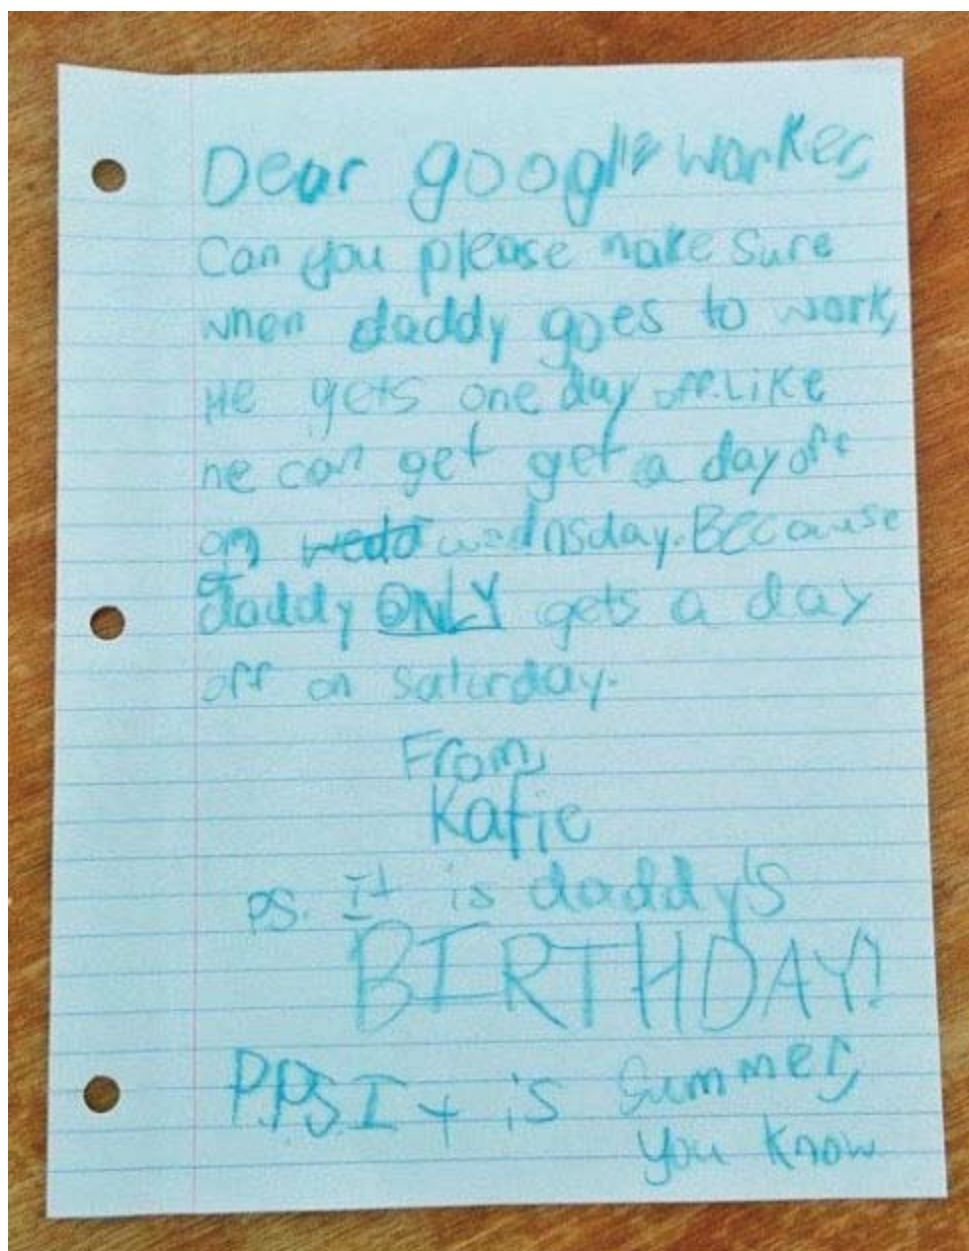 Dear google worker,
Can you please make sure
when daddy goes to work,
He gets one day off. Like
he can get get a day off
on wedn wednsday. Because
daddy ONLY gets a day
off on saturday.
From,
Katie
PS. It is daddy's
BIRTHDAY!
P.P.S It is summer,
you know